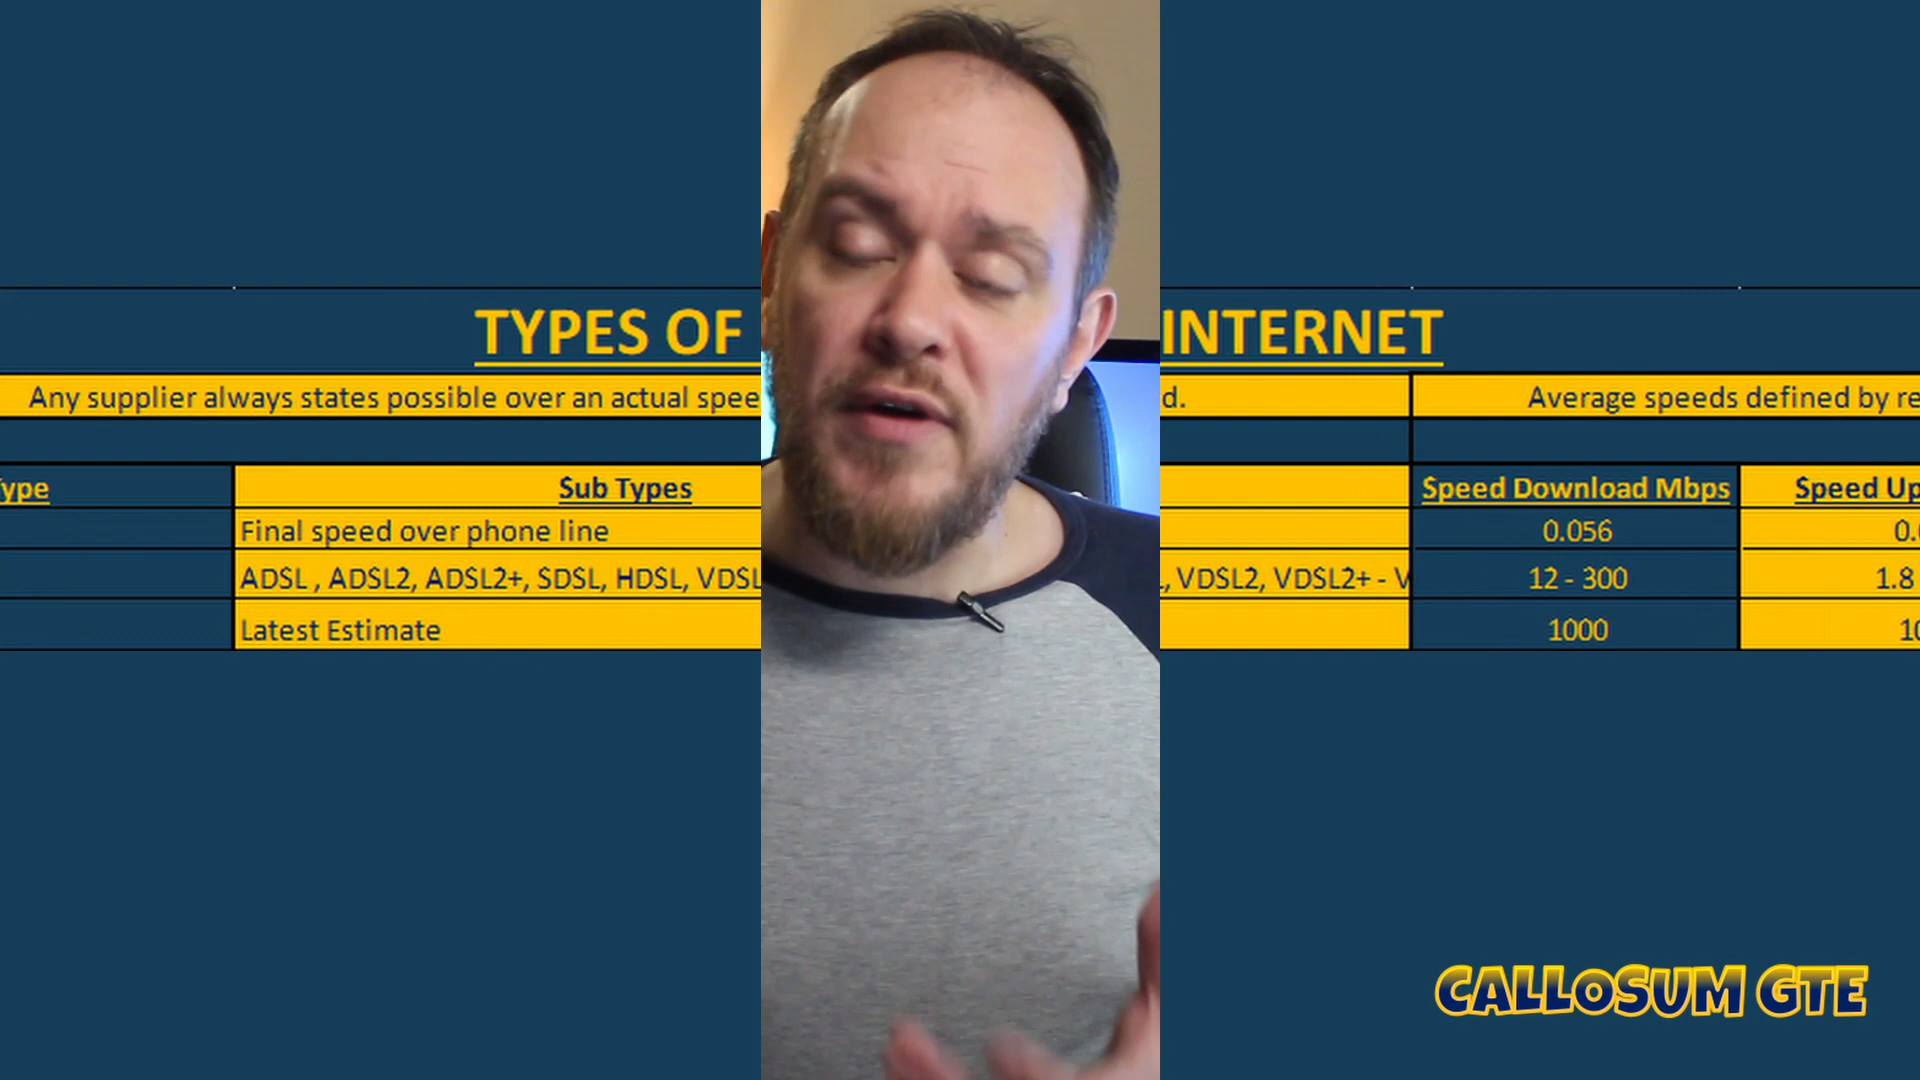 TYPES OF INTERNET
Any supplier always states possible over an actual spee d. Average speeds defined by re
ype Sub Types Speed Download Mbps Speed Up
Final speed over phone line 0.056 0.
ADSL , ADSL2, ADSL2+, SDSL, HDSL, VDSL , VDSL2, VDSL2+ - V 12 - 300 1.8
Latest Estimate 1000 10
CALLOSUM GTE